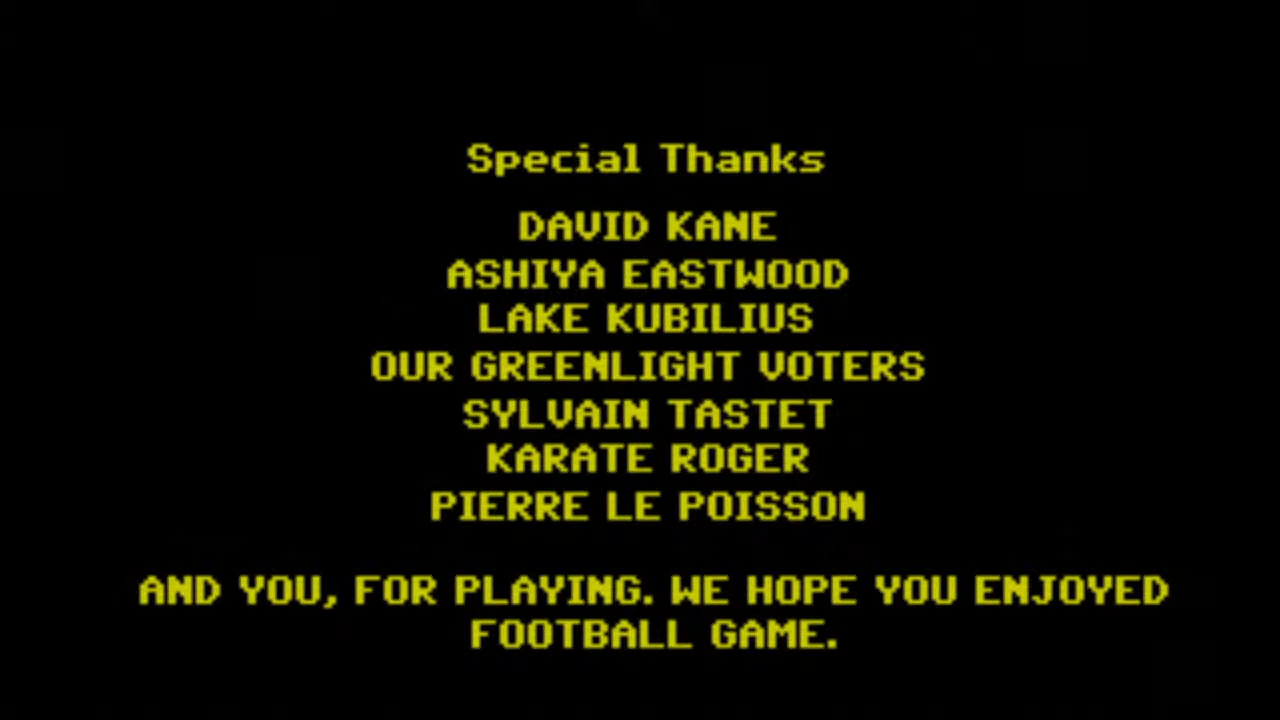 Special Thanks
DAVID KANE
ASHIYA EASTWOOD
LAKE KUBILIUS
OUR GREENLIGHT VOTERS
SYLVAIN TASTET
KARATE ROGER
PIERRE LE POISSON
AND YOU, FOR PLAYING. WE HOPE YOU ENJOYED
FOOTBALL GAME.